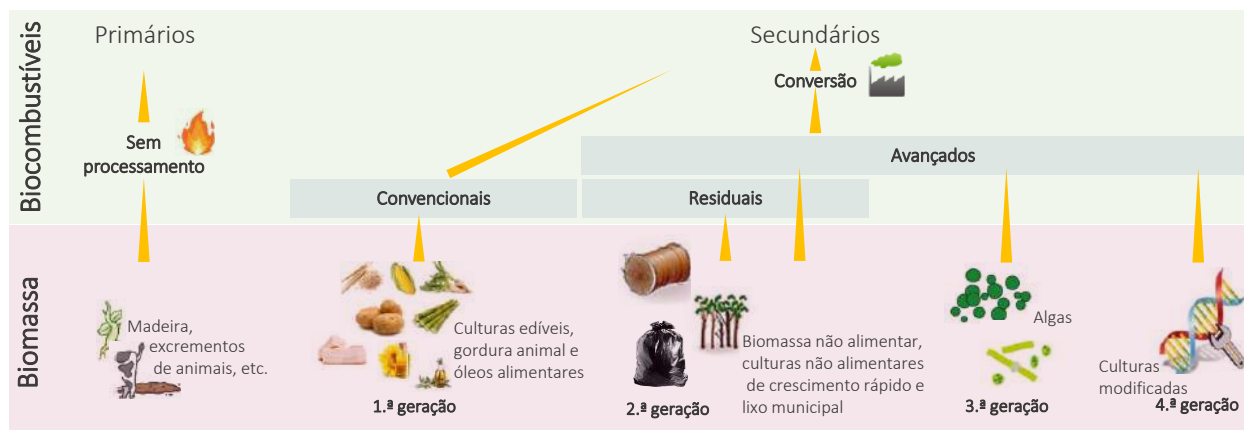 Biocombustíveis
Primários
Secundários
Conversão
Sem
processamento
Avançados
Convencionais
Residuais
Biomassa
Madeira,
excrementos
de animais, etc.
Culturas edíveis,
gordura animal e
óleos alimentares
1.ª geração
Biomassa não alimentar,
culturas não alimentares
de crescimento rápido e
lixo municipal
2.ª geração
Algas
3.ª geração
Culturas
modificadas
4.ª geração